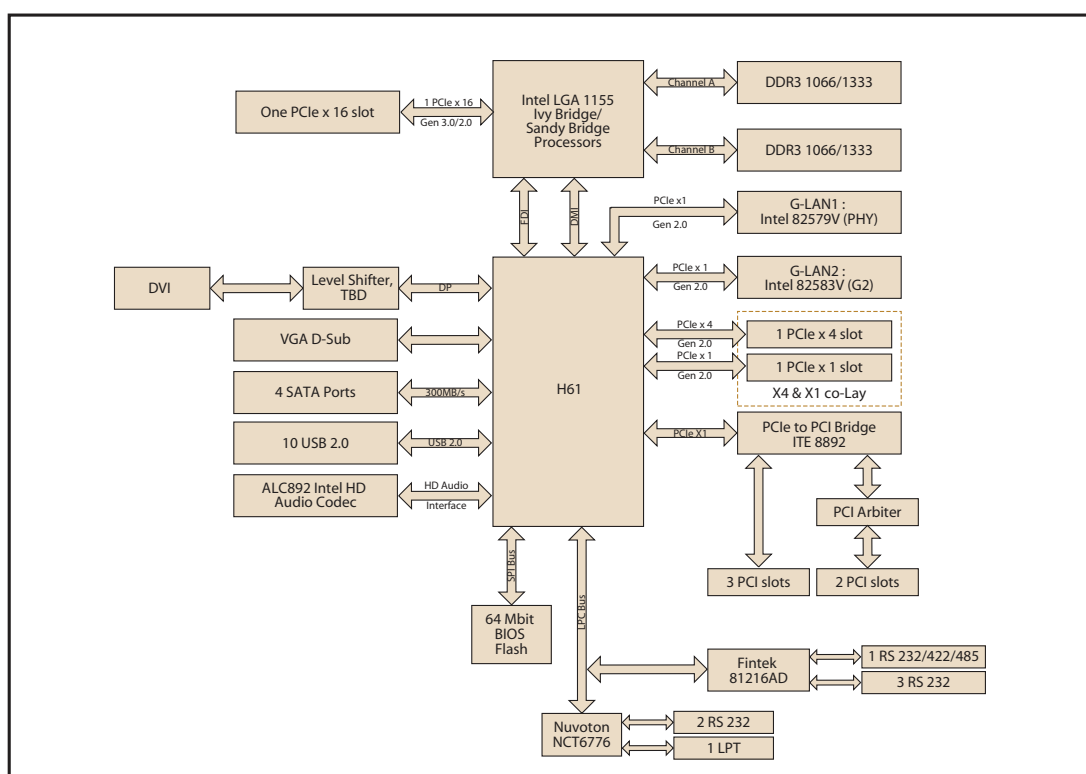 One PCIe x 16 slot
1 PCIe x 16
Gen 3.0/2.0
Intel LGA 1155
Ivy Bridge/
Sandy Bridge
Processors
Channel A
DDR3 1066/1333
Channel B
DDR3 1066/1333
FDI
DMI
PCIe x1
Gen 2.0
G-LAN1 :
Intel 82579V (PHY)
DVI
Level Shifter,
TBD
DP
PCIe x 1
Gen 2.0
G-LAN2 :
Intel 82583V (G2)
VGA D-Sub
PCIe x 4
Gen 2.0
1 PCIe x 4 slot
PCIe x 1
Gen 2.0
1 PCIe x 1 slot
X4 & X1 co-Lay
4 SATA Ports
300MB/s
H61
10 USB 2.0
USB 2.0
PCIe X1
PCIe to PCI Bridge
ITE 8892
ALC892 Intel HD
Audio Codec
HD Audio
Interface
PCI Arbiter
SPI Bus
LPC Bus
3 PCI slots
2 PCI slots
64 Mbit
BIOS
Flash
Fintek
81216AD
1 RS 232/422/485
3 RS 232
Nuvoton
NCT6776
2 RS 232
1 LPT